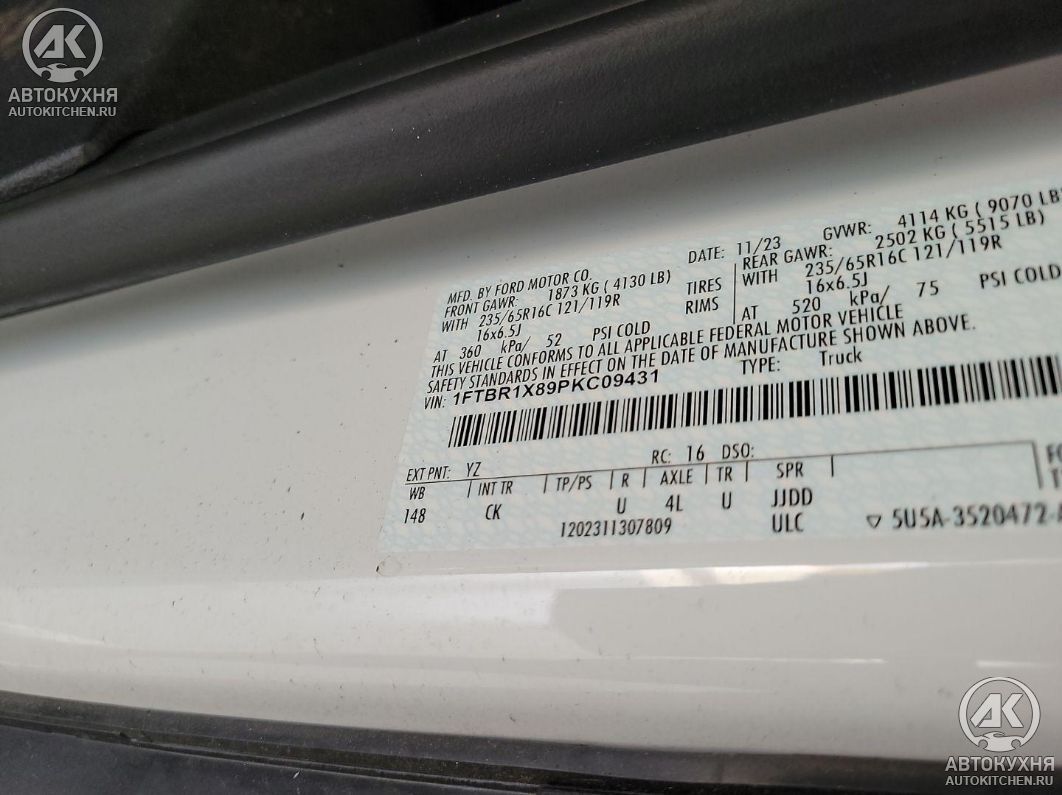 АК
АВТОКУХНЯ
AUTOKITCHEN.RU
MFD. BY FORD MOTOR CO. DATE: 11/23 GVWR: 4114 KG ( 9070 LB
FRONT GAWR: 1873 KG ( 4130 LB) REAR GAWR: 2502 KG ( 5515 LB)
WITH 235/65R16C 121/119R TIRES WITH 235/65R16C 121/119R
16x6.5J RIMS 16x6.5J
AT 360 kPa/ 52 PSI COLD AT 520 kPa/ 75 PSI COLD
THIS VEHICLE CONFORMS TO ALL APPLICABLE FEDERAL MOTOR VEHICLE
SAFETY STANDARDS IN EFFECT ON THE DATE OF MANUFACTURE SHOWN ABOVE.
VIN: 1FTBR1X89PKC09431 TYPE: Truck
EXT PNT: YZ RC: 16 DSO:
WB INT TR TP/PS R AXLE TR SPR
148 CK U 4L U JJDD
1202311307809 ULC 5U5A-3520472-
АК
АВТОКУХНЯ
AUTOKITCHEN.RU